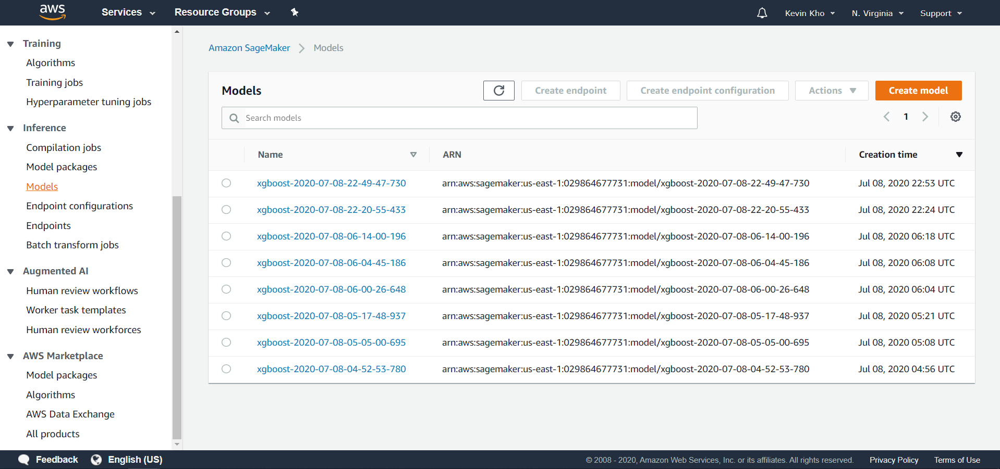 aws Services Resource Groups Kevin Kho N. Virginia Support
Training
Algorithms
Training jobs
Hyperparameter tuning jobs
Inference
Compilation jobs
Model packages
Models
Endpoint configurations
Endpoints
Batch transform jobs
Augmented AI
Human review workflows
Worker task templates
Human review workforces
AWS Marketplace
Model packages
Algorithms
AWS Data Exchange
All products
Amazon SageMaker Models
Models Create endpoint Create endpoint configuration Actions Create model
Search models 1
Name ARN Creation time
xgboost-2020-07-08-22-49-47-730 arn:aws:sagemaker:us-east-1:029864677731:model/xgboost-2020-07-08-22-49-47-730 Jul 08, 2020 22:53 UTC
xgboost-2020-07-08-22-20-55-433 arn:aws:sagemaker:us-east-1:029864677731:model/xgboost-2020-07-08-22-20-55-433 Jul 08, 2020 22:24 UTC
xgboost-2020-07-08-06-14-00-196 arn:aws:sagemaker:us-east-1:029864677731:model/xgboost-2020-07-08-06-14-00-196 Jul 08, 2020 06:18 UTC
xgboost-2020-07-08-06-04-45-186 arn:aws:sagemaker:us-east-1:029864677731:model/xgboost-2020-07-08-06-04-45-186 Jul 08, 2020 06:08 UTC
xgboost-2020-07-08-06-00-26-648 arn:aws:sagemaker:us-east-1:029864677731:model/xgboost-2020-07-08-06-00-26-648 Jul 08, 2020 06:04 UTC
xgboost-2020-07-08-05-17-48-937 arn:aws:sagemaker:us-east-1:029864677731:model/xgboost-2020-07-08-05-17-48-937 Jul 08, 2020 05:21 UTC
xgboost-2020-07-08-05-05-00-695 arn:aws:sagemaker:us-east-1:029864677731:model/xgboost-2020-07-08-05-05-00-695 Jul 08, 2020 05:08 UTC
xgboost-2020-07-08-04-52-53-780 arn:aws:sagemaker:us-east-1:029864677731:model/xgboost-2020-07-08-04-52-53-780 Jul 08, 2020 04:56 UTC
Feedback English (US) © 2008 - 2020, Amazon Web Services, Inc. or its affiliates. All rights reserved. Privacy Policy Terms of Use